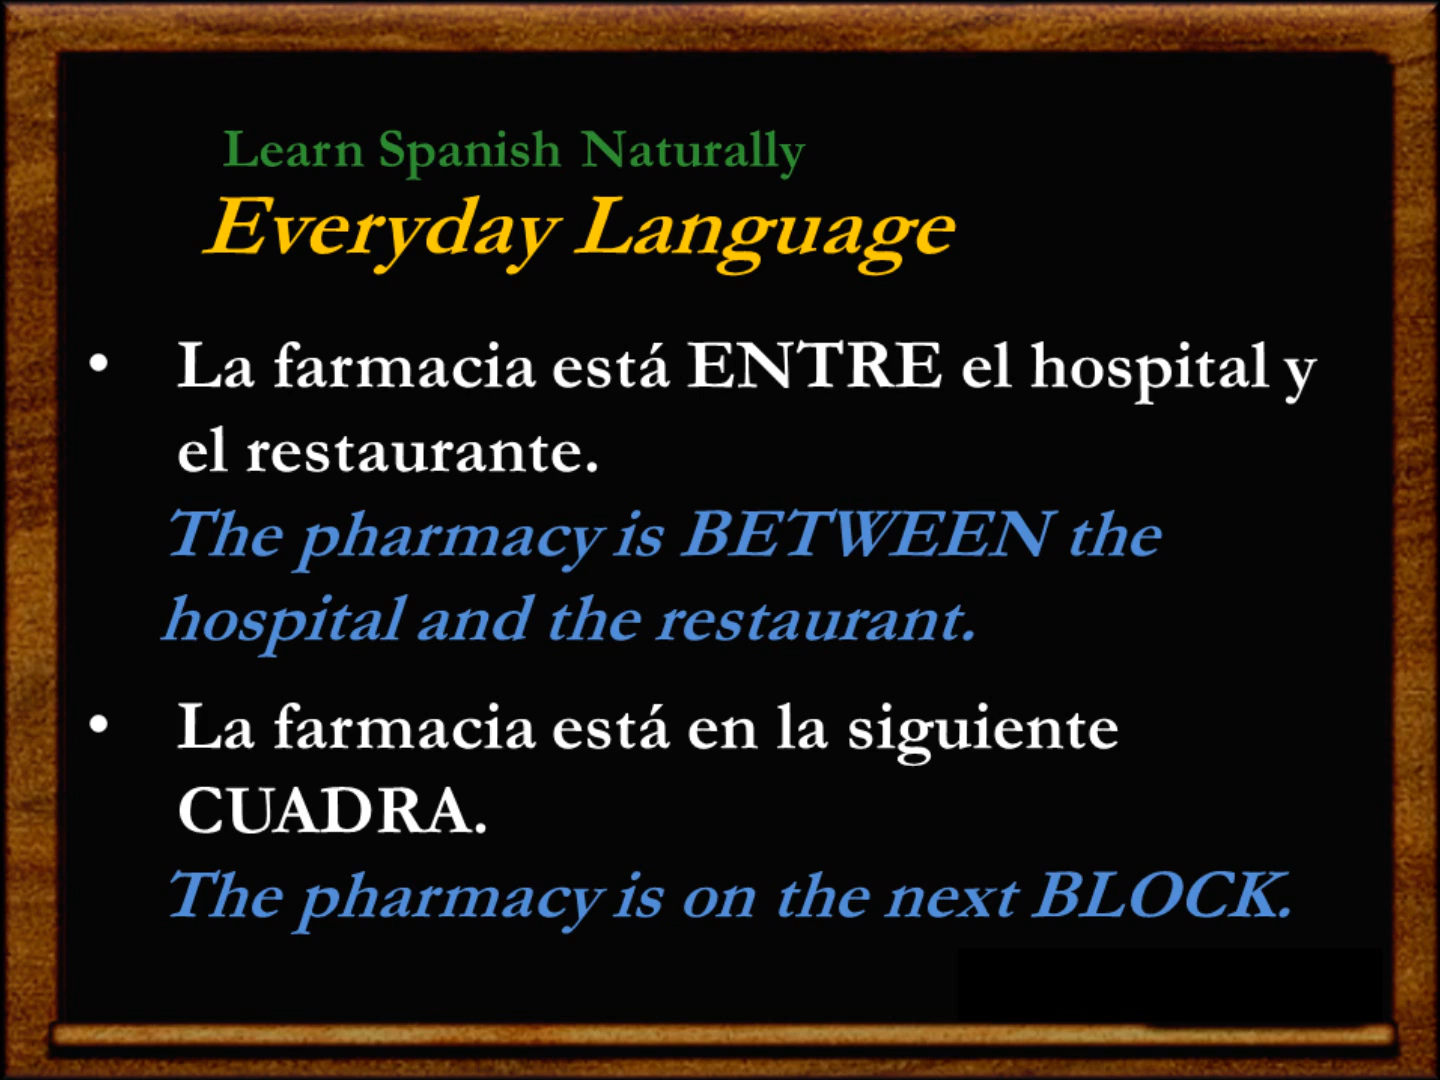 Learn Spanish Naturally
Everyday Language
• La farmacia está ENTRE el hospital y
el restaurante.
The pharmacy is BETWEEN the
hospital and the restaurant.
• La farmacia está en la siguiente
CUADRA.
The pharmacy is on the next BLOCK.